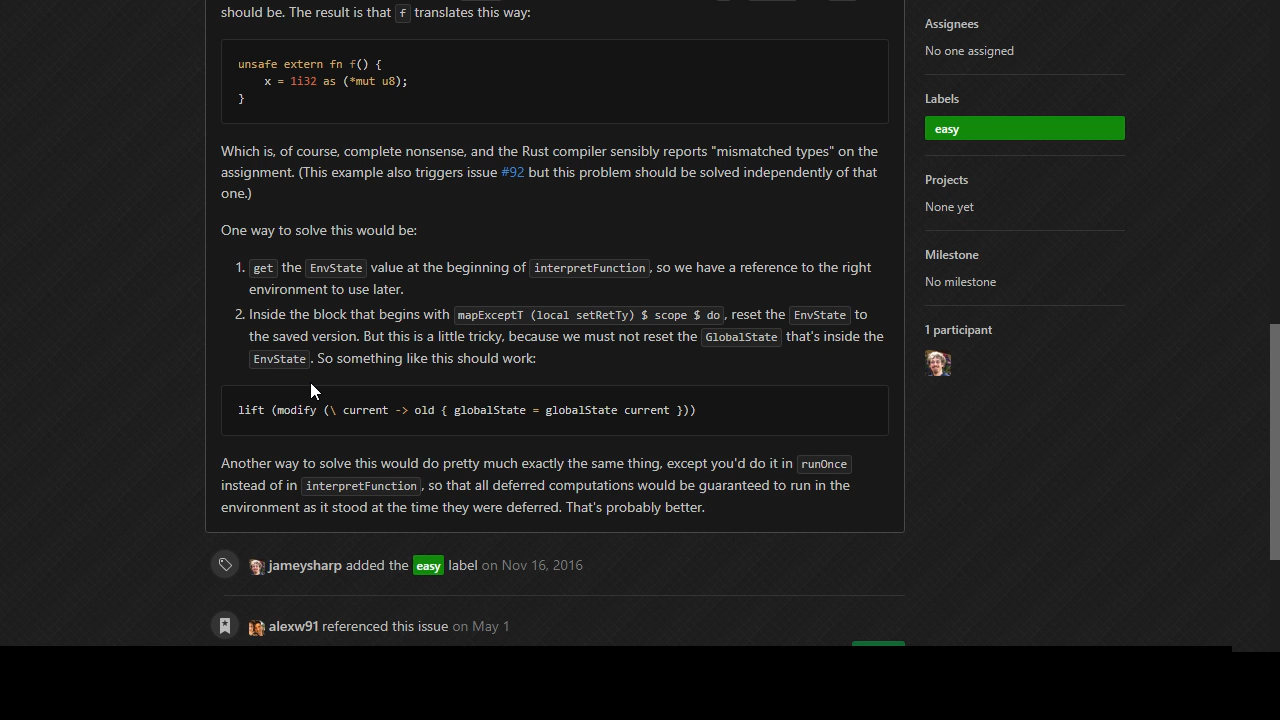 should be. The result is that f translates this way:
unsafe extern fn f() {
x = 1i32 as (*mut u8);
}
Which is, of course, complete nonsense, and the Rust compiler sensibly reports "mismatched types" on the
assignment. (This example also triggers issue #92 but this problem should be solved independently of that
one.)
One way to solve this would be:
1. get the EnvState value at the beginning of interpretFunction, so we have a reference to the right
environment to use later.
2. Inside the block that begins with mapExceptT (local setRetTy) $ scope $ do, reset the EnvState to
the saved version. But this is a little tricky, because we must not reset the GlobalState that's inside the
EnvState. So something like this should work:
lift (modify (\ current -> old { globalState = globalState current }))
Another way to solve this would do pretty much exactly the same thing, except you'd do it in runOnce
instead of in interpretFunction, so that all deferred computations would be guaranteed to run in the
environment as it stood at the time they were deferred. That's probably better.
jameysharp added the easy label on Nov 16, 2016
alexw91 referenced this issue on May 1
Assignees
No one assigned
Labels
easy
Projects
None yet
Milestone
No milestone
1 participant